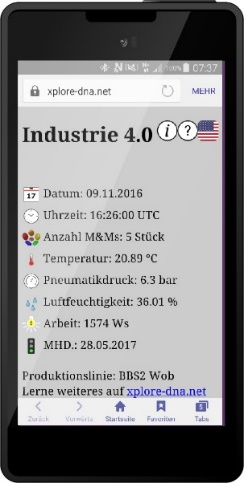 100% 07:37
xplore-dna.net MEHR
Industrie 4.0 i ?
17 Datum: 09.11.2016
Uhrzeit: 16:26:00 UTC
Anzahl M&Ms: 5 Stück
Temperatur: 20.89 °C
Pneumatikdruck: 6.3 bar
Luftfeuchtigkeit: 36.01 %
Arbeit: 1574 Ws
MHD.: 28.05.2017
Produktionslinie: BBS2 Wob
Lerne weiteres auf xplore-dna.net
Zurück Vorwärts Startseite Favoriten Tabs